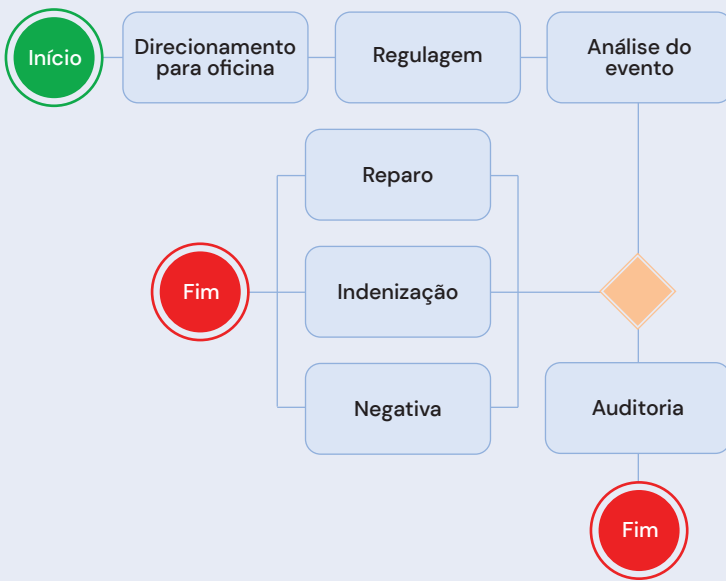 Início
Direcionamento
para oficina
Regulagem
Análise do
evento
Reparo
Fim
Indenização
Negativa
Auditoria
Fim